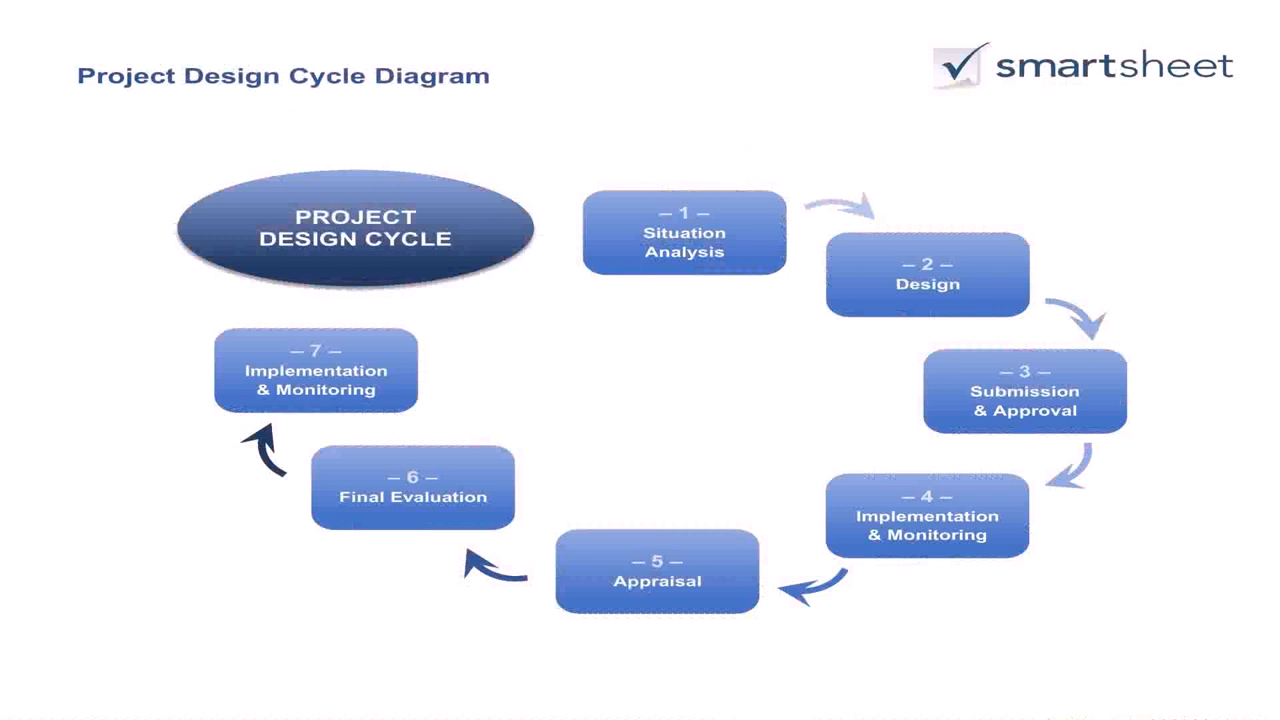 Project Design Cycle Diagram
smartsheet
PROJECT
DESIGN CYCLE
– 1 –
Situation
Analysis
– 2 –
Design
– 3 –
Submission
& Approval
– 4 –
Implementation
& Monitoring
– 5 –
Appraisal
– 6 –
Final Evaluation
– 7 –
Implementation
& Monitoring